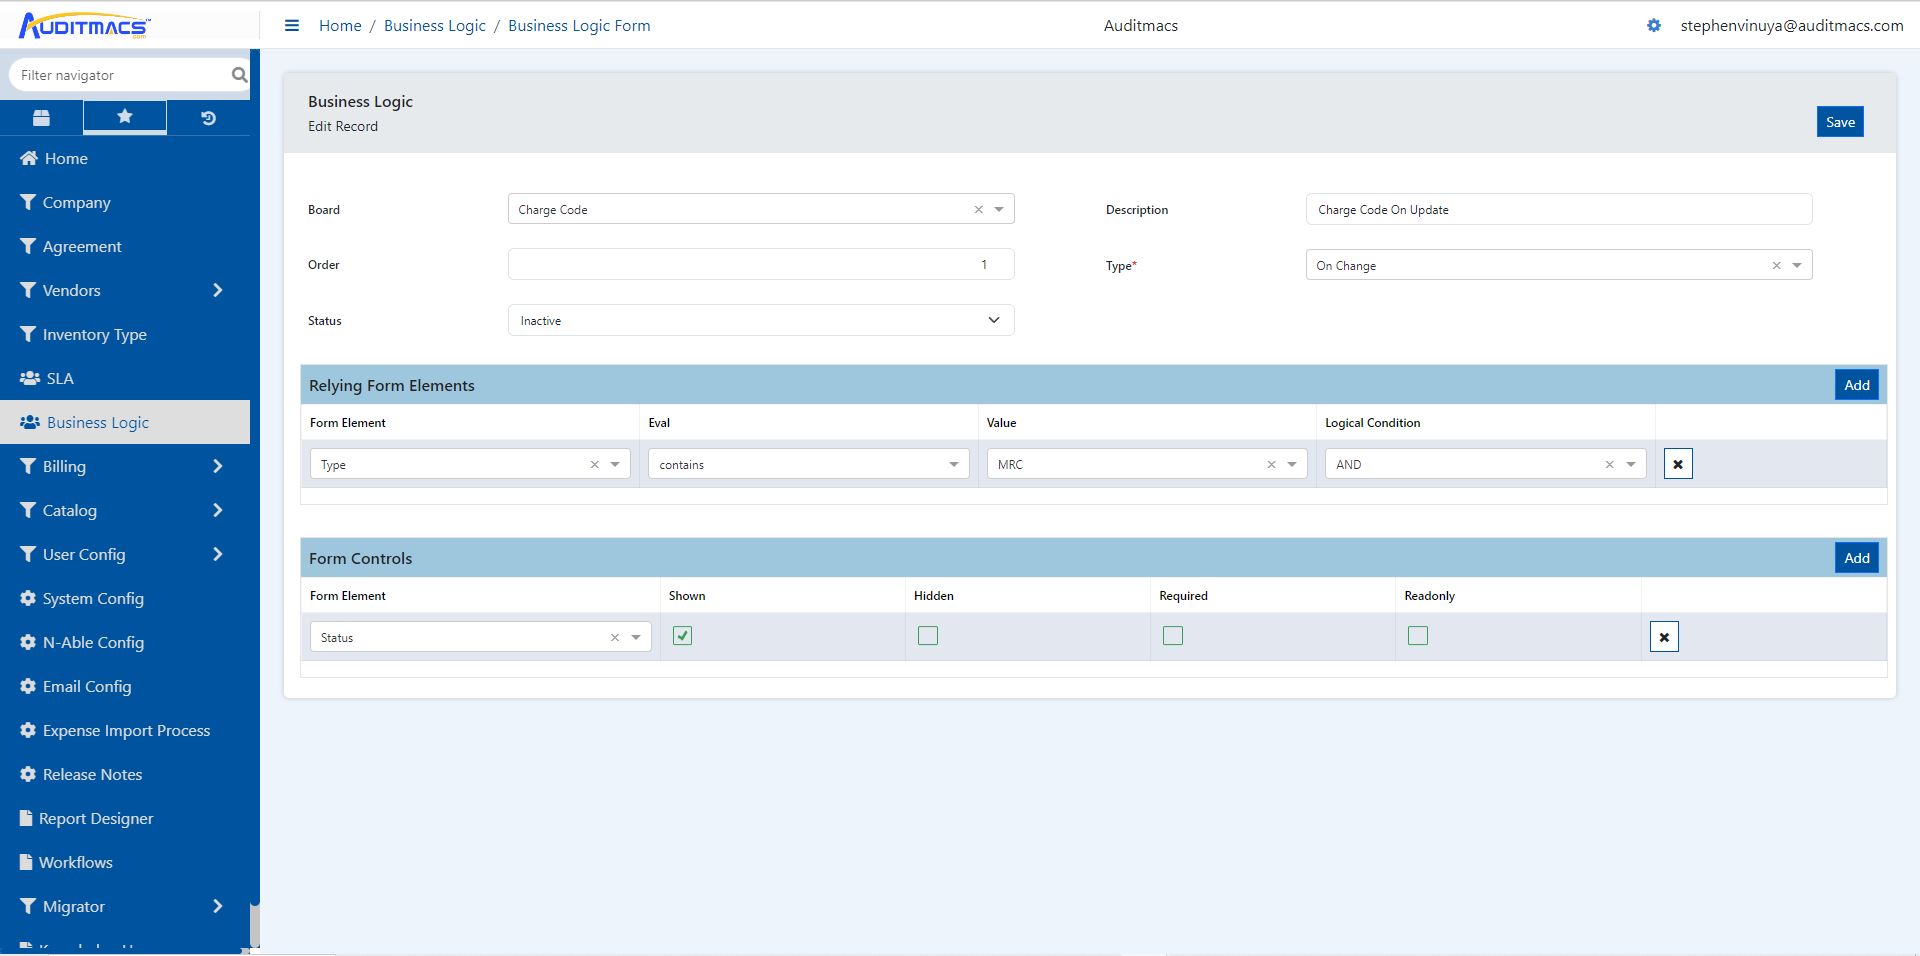 AUDITMACS™
.com
Home / Business Logic / Business Logic Form
Auditmacs
stephenvinuya@auditmacs.com
Filter navigator
Home
Company
Agreement
Vendors
Inventory Type
SLA
Business Logic
Billing
Catalog
User Config
System Config
N-Able Config
Email Config
Expense Import Process
Release Notes
Report Designer
Workflows
Migrator
Business Logic
Edit Record
Save
Board
Charge Code
Description
Charge Code On Update
Order
1
Type*
On Change
Status
Inactive
Relying Form Elements
Add
Form Element Eval Value Logical Condition
Type contains MRC AND
Form Controls
Add
Form Element Shown Hidden Required Readonly
Status